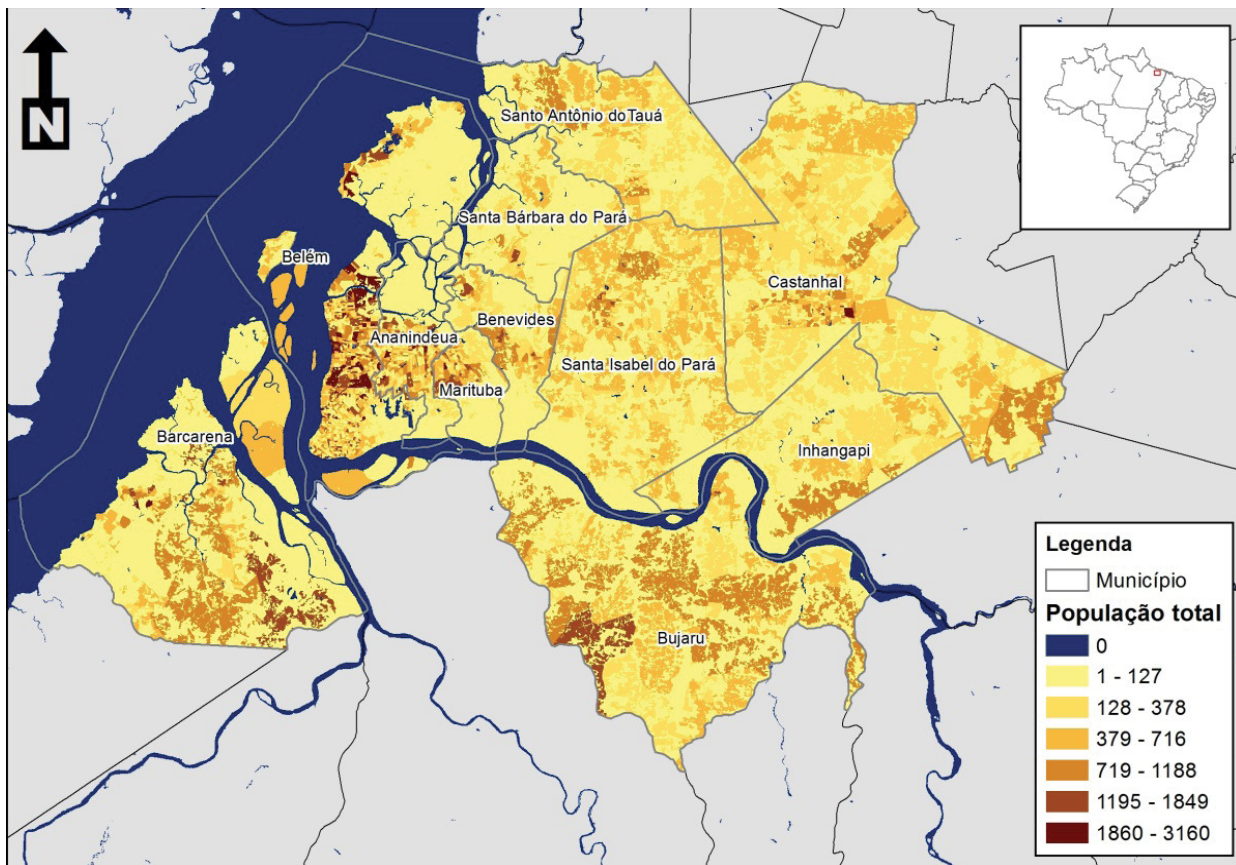 N
Santo Antônio do Tauá
Santa Bárbara do Pará
Belém
Castanhal
Benevides
Ananindeua
Santa Isabel do Pará
Marituba
Barcarena
Inhangapi
Bujaru
Legenda
Município
População total
0
1 - 127
128 - 378
379 - 716
719 - 1188
1195 - 1849
1860 - 3160